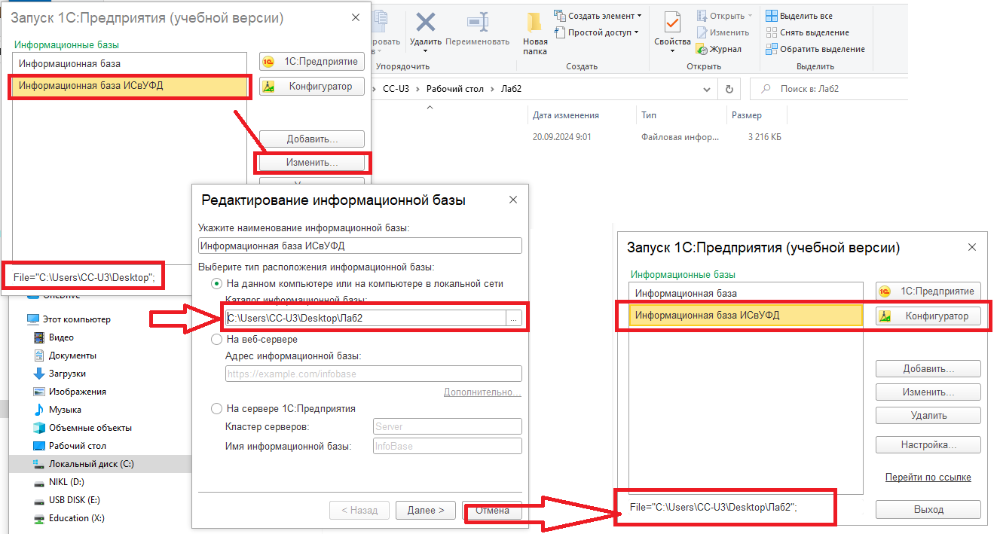 Запуск 1С:Предприятия (учебной версии)
Информационные базы
Информационная база
Информационная база ИСвУФД
1С:Предприятие
Конфигуратор
Добавить...
Изменить...
File="C:\Users\CC-U3\Desktop";
Удалить
Переименовать
Упорядочить
Новая
папка
Создать элемент
Простой доступ
Создать
Свойства
Открыть
Изменить
Журнал
Открыть
Выделить все
Снять выделение
Обратить выделение
Выделить
CC-U3
Рабочий стол
Лаб2
Поиск в: Лаб2
Дата изменения
Тип
Размер
20.09.2024 9:01
Файловая инфор...
3 216 КБ
OneDrive
Этот компьютер
Видео
Документы
Загрузки
Изображения
Музыка
Объемные объекты
Рабочий стол
Локальный диск (C:)
NIKL (D:)
USB DISK (E:)
Education (X:)
Редактирование информационной базы
Укажите наименование информационной базы:
Информационная база ИСвУФД
Выберите тип расположения информационной базы:
На данном компьютере или на компьютере в локальной сети
Каталог информационной базы:
C:\Users\CC-U3\Desktop\Лаб2
...
На веб-сервере
Адрес информационной базы:
https://example.com/infobase
Дополнительно...
На сервере 1С:Предприятия
Кластер серверов:
Server
Имя информационной базы:
InfoBase
< Назад
Далее >
Отмена
Запуск 1С:Предприятия (учебной версии)
Информационные базы
Информационная база
Информационная база ИСвУФД
1С:Предприятие
Конфигуратор
Добавить...
Изменить...
Удалить
Настройка...
Перейти по ссылке
Выход
File="C:\Users\CC-U3\Desktop\Лаб2";